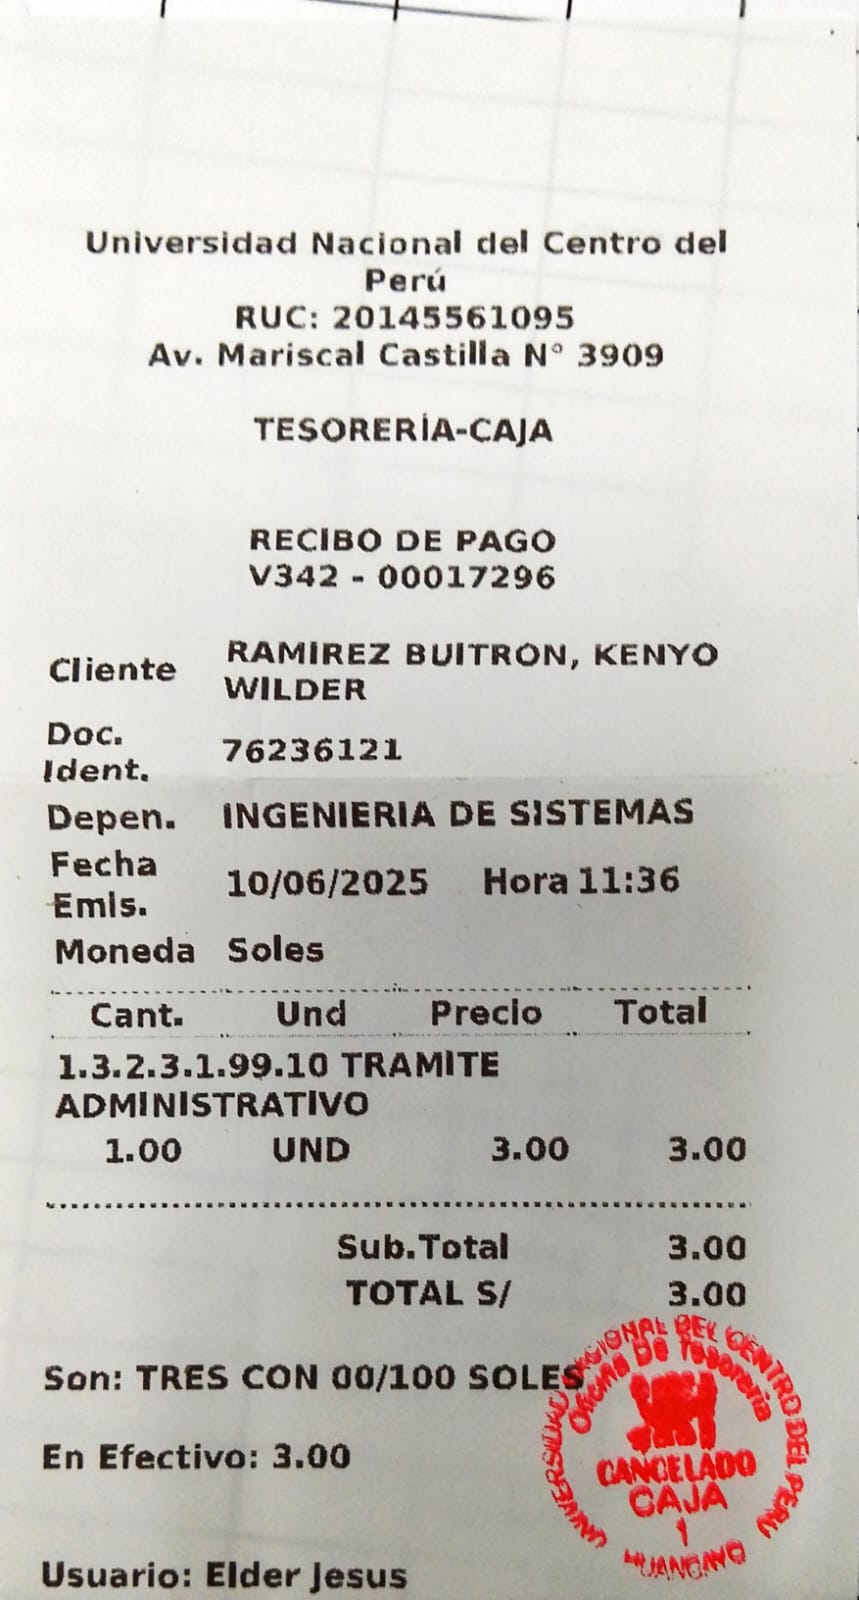 Universidad Nacional del Centro del
Perú
RUC: 20145561095
Av. Mariscal Castilla N° 3909
TESORERÍA-CAJA
RECIBO DE PAGO
V342 - 00017296
Cliente RAMIREZ BUITRON, KENYO
WILDER
Doc.
Ident. 76236121
Depen. INGENIERIA DE SISTEMAS
Fecha
Emis. 10/06/2025 Hora 11:36
Moneda Soles
Cant. Und Precio Total
1.3.2.3.1.99.10 TRAMITE
ADMINISTRATIVO
1.00 UND 3.00 3.00
Sub.Total 3.00
TOTAL S/ 3.00
Son: TRES CON 00/100 SOLES
En Efectivo: 3.00
UNIVERSIDAD NACIONAL DEL CENTRO DEL PERU
Oficina De Tesoreria
CANCELADO
CAJA
1
HUANCAYO
Usuario: Elder Jesus